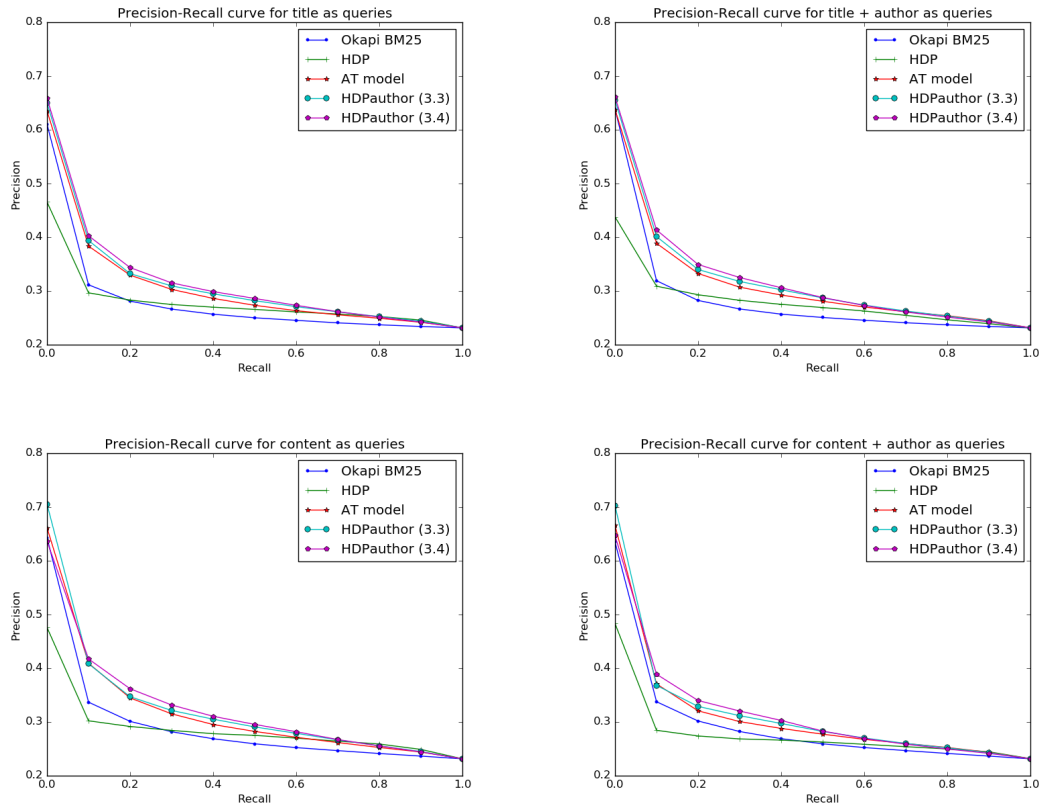 Precision-Recall curve for title as queries
0.8
0.7
0.6
0.5
0.4
0.3
0.2
Precision
0.0 0.2 0.4 0.6 0.8 1.0
Recall
Okapi BM25
HDP
AT model
HDPauthor (3.3)
HDPauthor (3.4)
Precision-Recall curve for title + author as queries
0.8
0.7
0.6
0.5
0.4
0.3
0.2
Precision
0.0 0.2 0.4 0.6 0.8 1.0
Recall
Okapi BM25
HDP
AT model
HDPauthor (3.3)
HDPauthor (3.4)
Precision-Recall curve for content as queries
0.8
0.7
0.6
0.5
0.4
0.3
0.2
Precision
0.0 0.2 0.4 0.6 0.8 1.0
Recall
Okapi BM25
HDP
AT model
HDPauthor (3.3)
HDPauthor (3.4)
Precision-Recall curve for content + author as queries
0.8
0.7
0.6
0.5
0.4
0.3
0.2
Precision
0.0 0.2 0.4 0.6 0.8 1.0
Recall
Okapi BM25
HDP
AT model
HDPauthor (3.3)
HDPauthor (3.4)